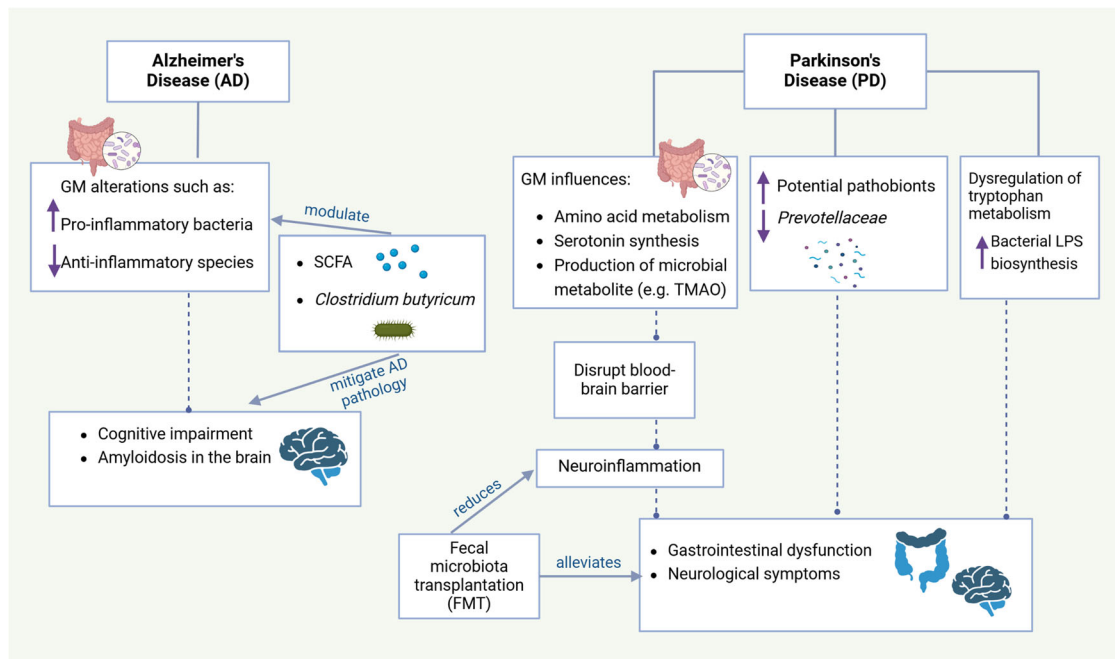 Alzheimer's
Disease (AD)
GM alterations such as:
Pro-inflammatory bacteria
Anti-inflammatory species
modulate
• SCFA
• Clostridium butyricum
mitigate AD
pathology
• Cognitive impairment
• Amyloidosis in the brain
Parkinson's
Disease (PD)
GM influences:
• Amino acid metabolism
• Serotonin synthesis
• Production of microbial
metabolite (e.g. TMAO)
Potential pathobionts
Prevotellaceae
Dysregulation of
tryptophan
metabolism
Bacterial LPS
biosynthesis
Disrupt blood-
brain barrier
Neuroinflammation
reduces
Fecal
microbiota
transplantation
(FMT)
alleviates
• Gastrointestinal dysfunction
• Neurological symptoms